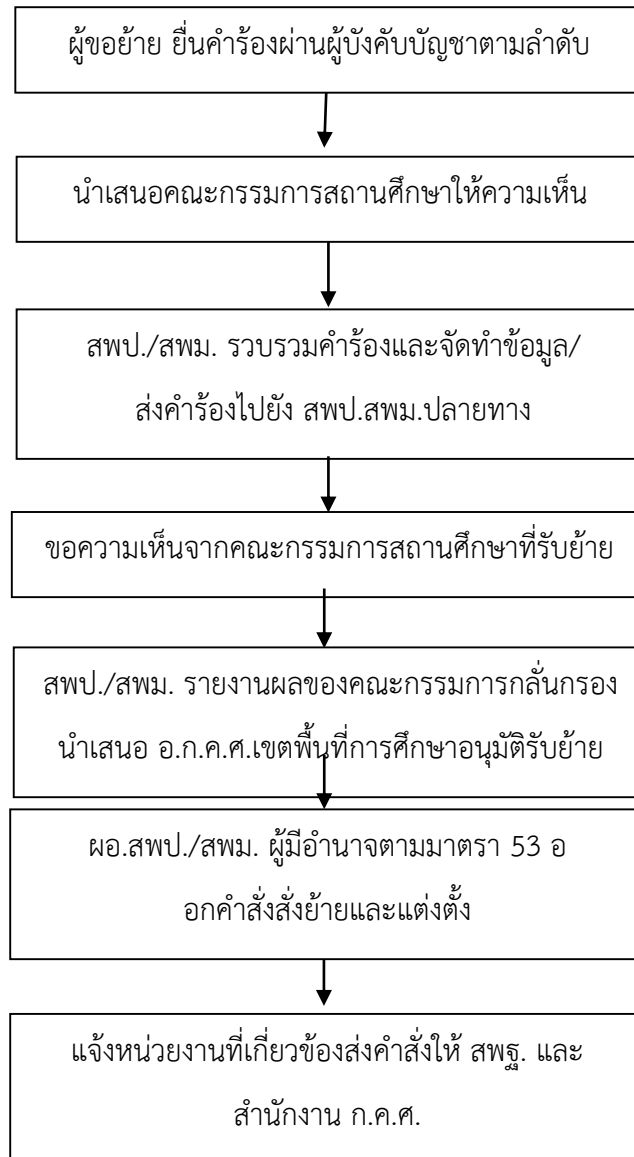 ผู้ขอย้าย ยื่นคำร้องผ่านผู้บังคับบัญชาตามลำดับ
นำเสนอคณะกรรมการสถานศึกษาให้ความเห็น
สพป./สพม. รวบรวมคำร้องและจัดทำข้อมูล/
ส่งคำร้องไปยัง สพป.สพม.ปลายทาง
ขอความเห็นจากคณะกรรมการสถานศึกษาที่รับย้าย
สพป./สพม. รายงานผลของคณะกรรมการกลั่นกรอง
นำเสนอ อ.ก.ค.ศ.เขตพื้นที่การศึกษาอนุมัติรับย้าย
ผอ.สพป./สพม. ผู้มีอำนาจตามมาตรา 53 อ
อกคำสั่งสั่งย้ายและแต่งตั้ง
แจ้งหน่วยงานที่เกี่ยวข้องส่งคำสั่งให้ สพฐ. และ
สำนักงาน ก.ค.ศ.